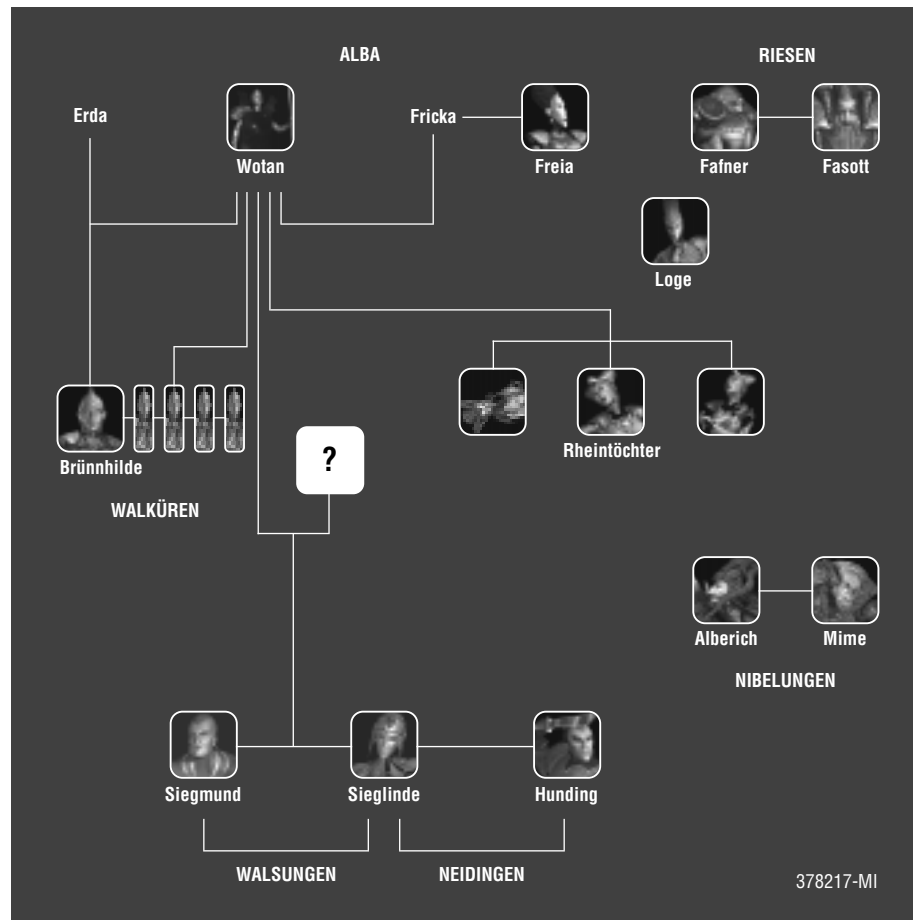 ALBA
RIESEN
Erda
Fricka
Wotan
Freia
Fafner
Fasott
Loge
Rheintöchter
Brünnhilde
?
WALKÜREN
Alberich
Mime
NIBELUNGEN
Siegmund
Sieglinde
Hunding
WALSUNGEN
NEIDINGEN
378217-MI